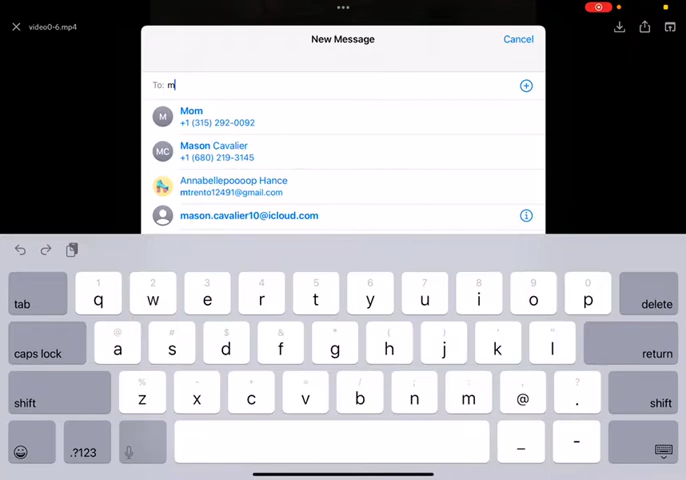 video0-6.mp4
New Message
Cancel
To: m
M
Mom
+1 (315) 292-0092
MC
Mason Cavalier
+1 (680) 219-3145
Annabellepoooop Hance
mtrento12491@gmail.com
mason.cavalier10@icloud.com
1 2 3 4 5 6 7 8 9 0
tab q w e r t y u i o p delete
@ # $ & * ( ) ' "
caps lock a s d f g h j k l return
% - + = / ; : , ?
shift z x c v b n m @ . shift
.?123 _ -